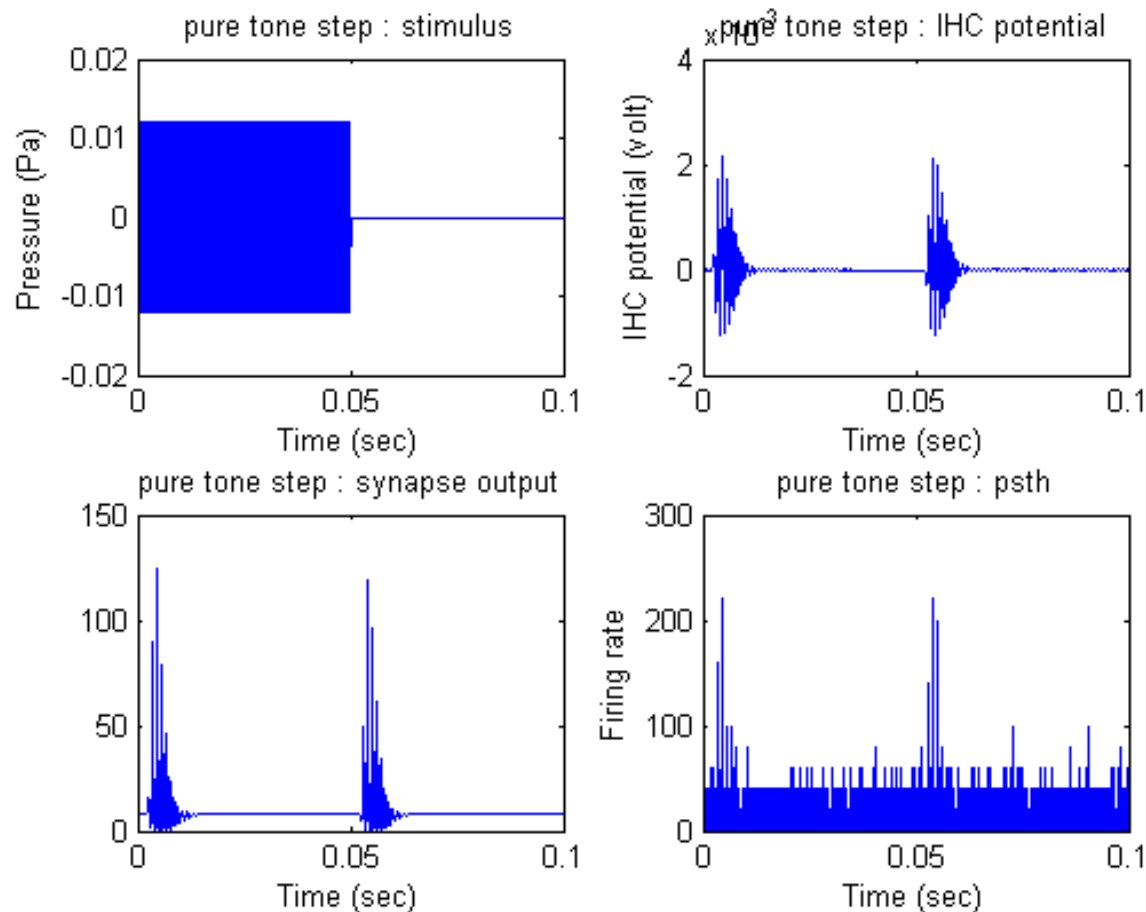 pure tone step : stimulus
0.02
0.01
0
-0.01
-0.02
Pressure (Pa)
0
0.05
0.1
Time (sec)
x 10-3
pure tone step : IHC potential
4
2
0
-2
IHC potential (volt)
0
0.05
0.1
Time (sec)
pure tone step : synapse output
150
100
50
0
0
0.05
0.1
Time (sec)
pure tone step : psth
300
200
100
0
Firing rate
0
0.05
0.1
Time (sec)